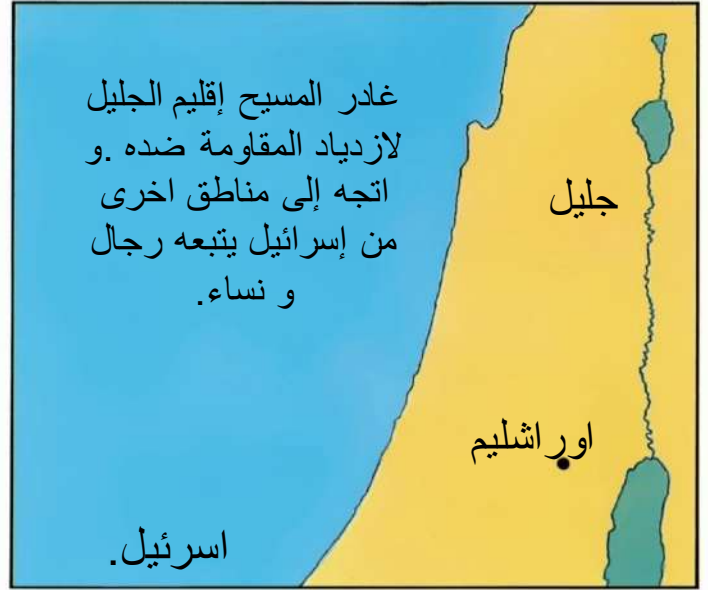 غادر المسيح إقليم الجليل
لازدياد المقاومة ضده .و
اتجه إلى مناطق اخرى
من إسرائيل يتبعه رجال
و نساء.
جليل
اوراشليم
اسرئيل.